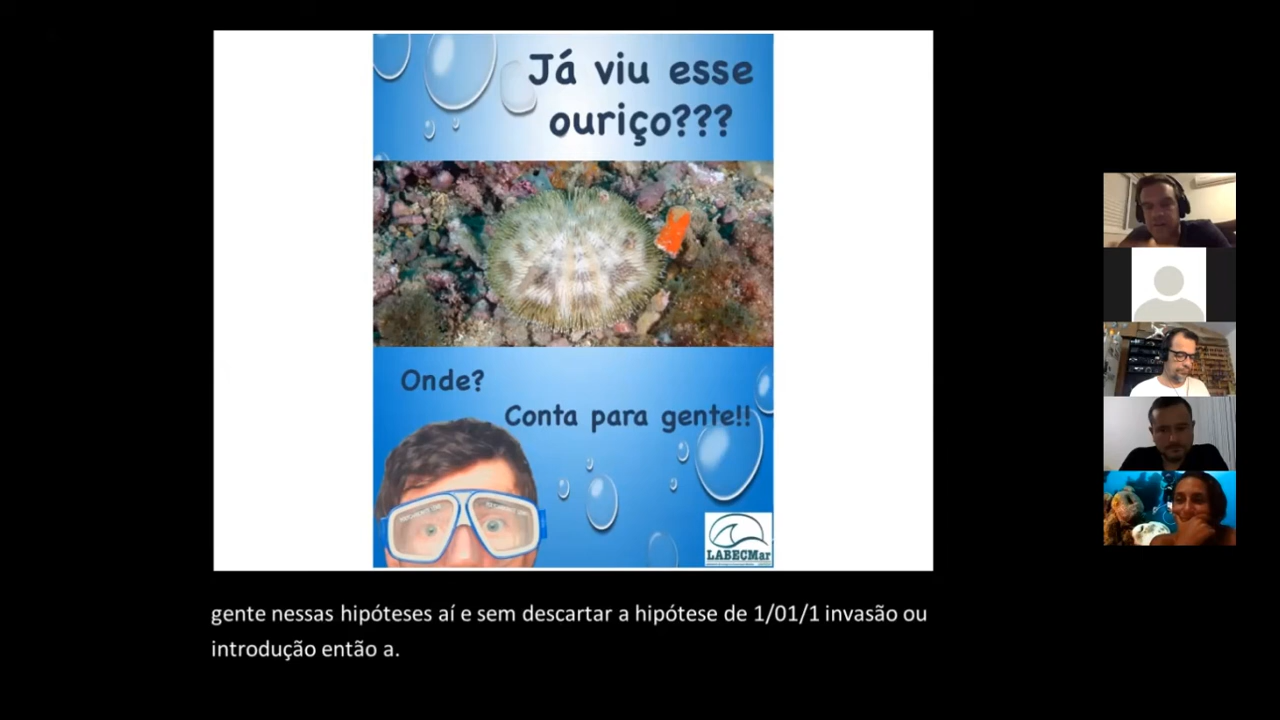 Já viu esse
ouriço???
Onde?
Conta para gente!!
LABECMar
gente nessas hipóteses aí e sem descartar a hipótese de 1/01/1 invasão ou
introdução então a.